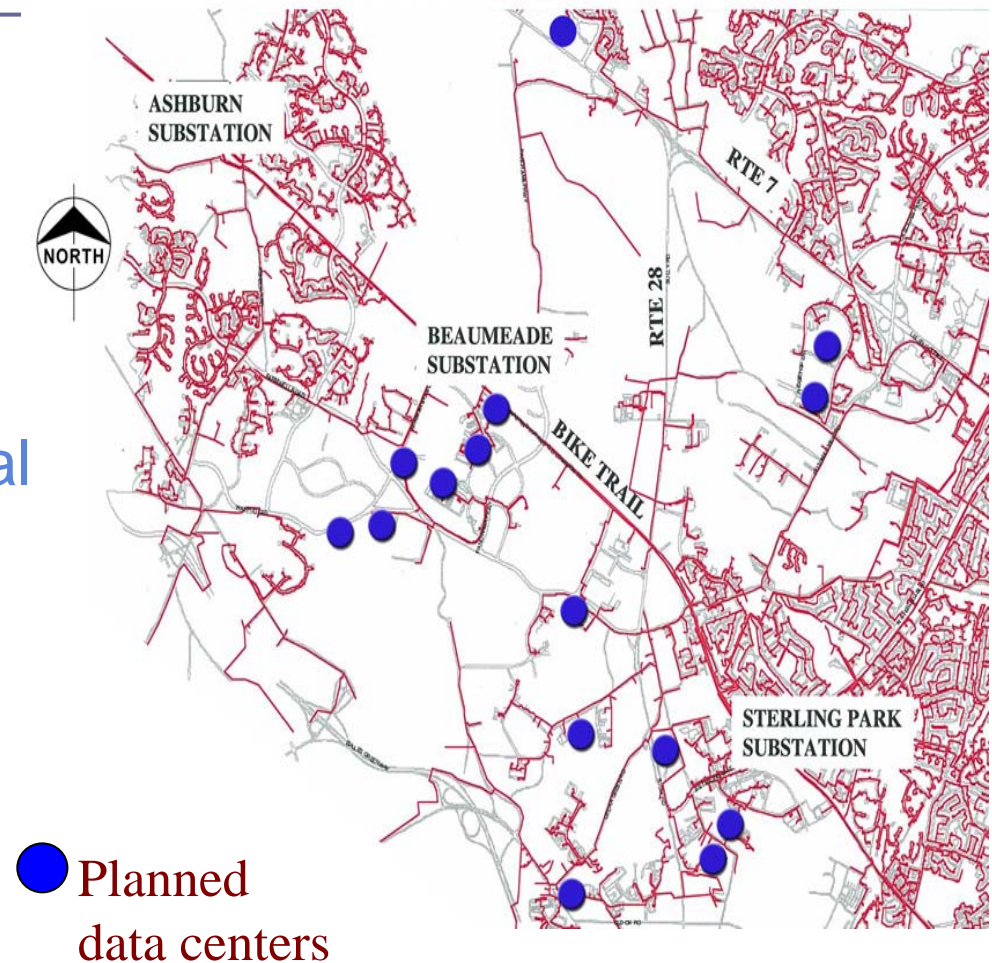 ASHBURN
SUBSTATION
RTE 7
NORTH
RTE 28
BEAUMEADE
SUBSTATION
BIKE TRAIL
al
STERLING PARK
SUBSTATION
Planned
data centers